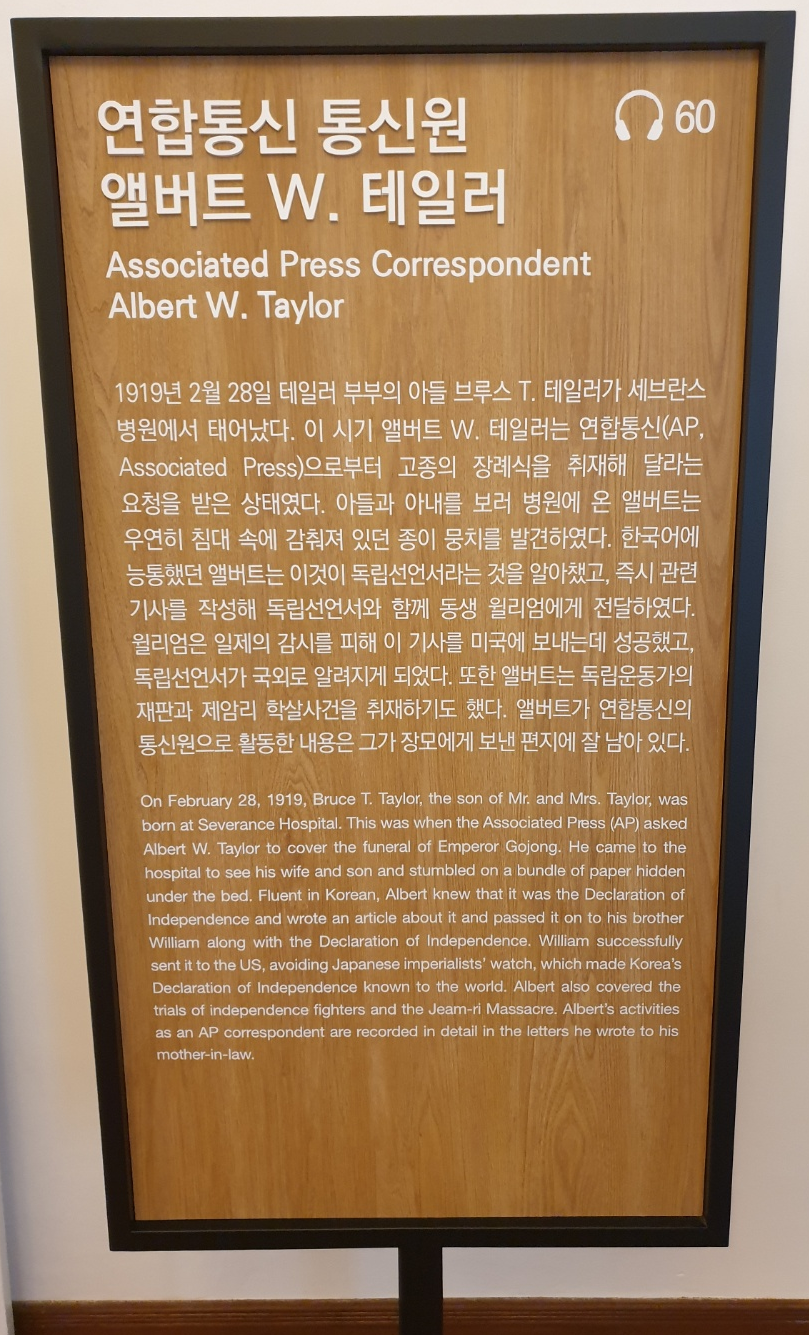 연합통신 통신원
60
앨버트 W. 테일러
Associated Press Correspondent
Albert W. Taylor
1919년 2월 28일 테일러 부부의 아들 브루스 T. 테일러가 세브란스
병원에서 태어났다. 이 시기 앨버트 W. 테일러는 연합통신(AP,
Associated Press)으로부터 고종의 장례식을 취재해 달라는
요청을 받은 상태였다. 아들과 아내를 보러 병원에 온 앨버트는
우연히 침대 속에 감춰져 있던 종이 뭉치를 발견하였다. 한국어에
능통했던 앨버트는 이것이 독립선언서라는 것을 알아챘고, 즉시 관련
기사를 작성해 독립선언서와 함께 동생 윌리엄에게 전달하였다.
윌리엄은 일제의 감시를 피해 이 기사를 미국에 보내는데 성공했고,
독립선언서가 국외로 알려지게 되었다. 또한 앨버트는 독립운동가의
재판과 제암리 학살사건을 취재하기도 했다. 앨버트가 연합통신의
통신원으로 활동한 내용은 그가 장모에게 보낸 편지에 잘 남아 있다.
On February 28, 1919, Bruce T. Taylor, the son of Mr. and Mrs. Taylor, was
born at Severance Hospital. This was when the Associated Press (AP) asked
Albert W. Taylor to cover the funeral of Emperor Gojong. He came to the
hospital to see his wife and son and stumbled on a bundle of paper hidden
under the bed. Fluent in Korean, Albert knew that it was the Declaration of
Independence and wrote an article about it and passed it on to his brother
William along with the Declaration of Independence. William successfully
sent it to the US, avoiding Japanese imperialists' watch, which made Korea's
Declaration of Independence known to the world. Albert also covered the
trials of independence fighters and the Jeam-ri Massacre. Albert's activities
as an AP correspondent are recorded in detail in the letters he wrote to his
mother-in-law.